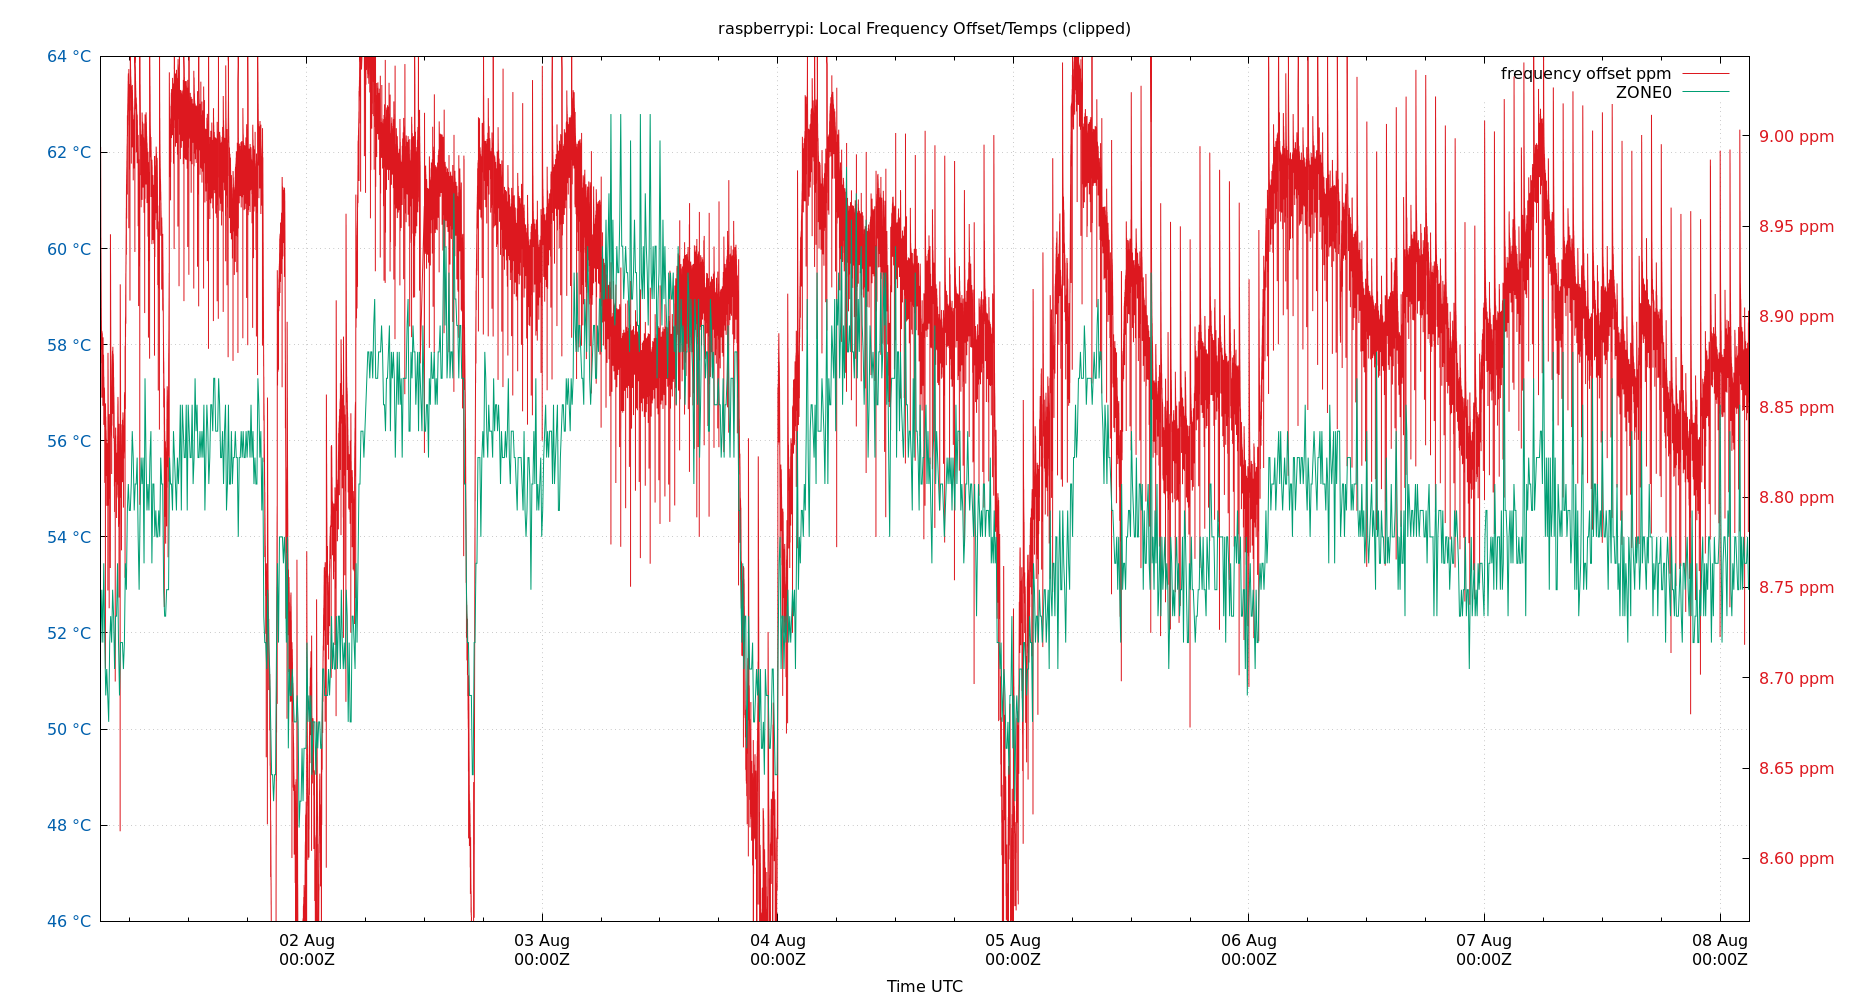 raspberrypi: Local Frequency Offset/Temps (clipped)
frequency offset ppm
ZONE0
64 °C
62 °C
60 °C
58 °C
56 °C
54 °C
52 °C
50 °C
48 °C
46 °C
9.00 ppm
8.95 ppm
8.90 ppm
8.85 ppm
8.80 ppm
8.75 ppm
8.70 ppm
8.65 ppm
8.60 ppm
02 Aug
00:00Z
03 Aug
00:00Z
04 Aug
00:00Z
05 Aug
00:00Z
06 Aug
00:00Z
07 Aug
00:00Z
08 Aug
00:00Z
Time UTC